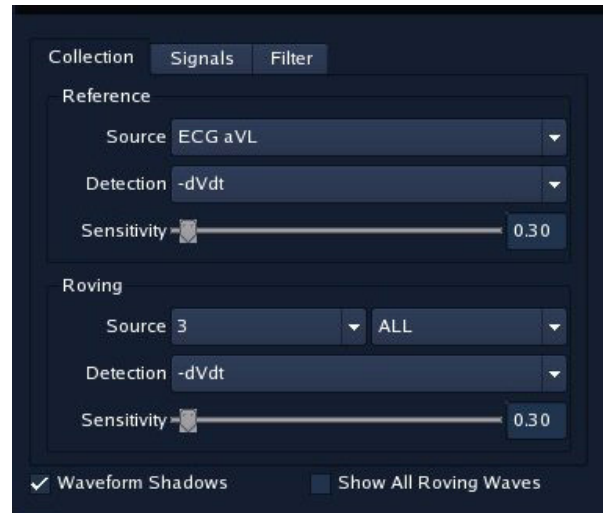 Collection Signals Filter
Reference
Source ECG aVL
Detection -dVdt
Sensitivity 0.30
Roving
Source 3 ALL
Detection -dVdt
Sensitivity 0.30
Waveform Shadows Show All Roving Waves